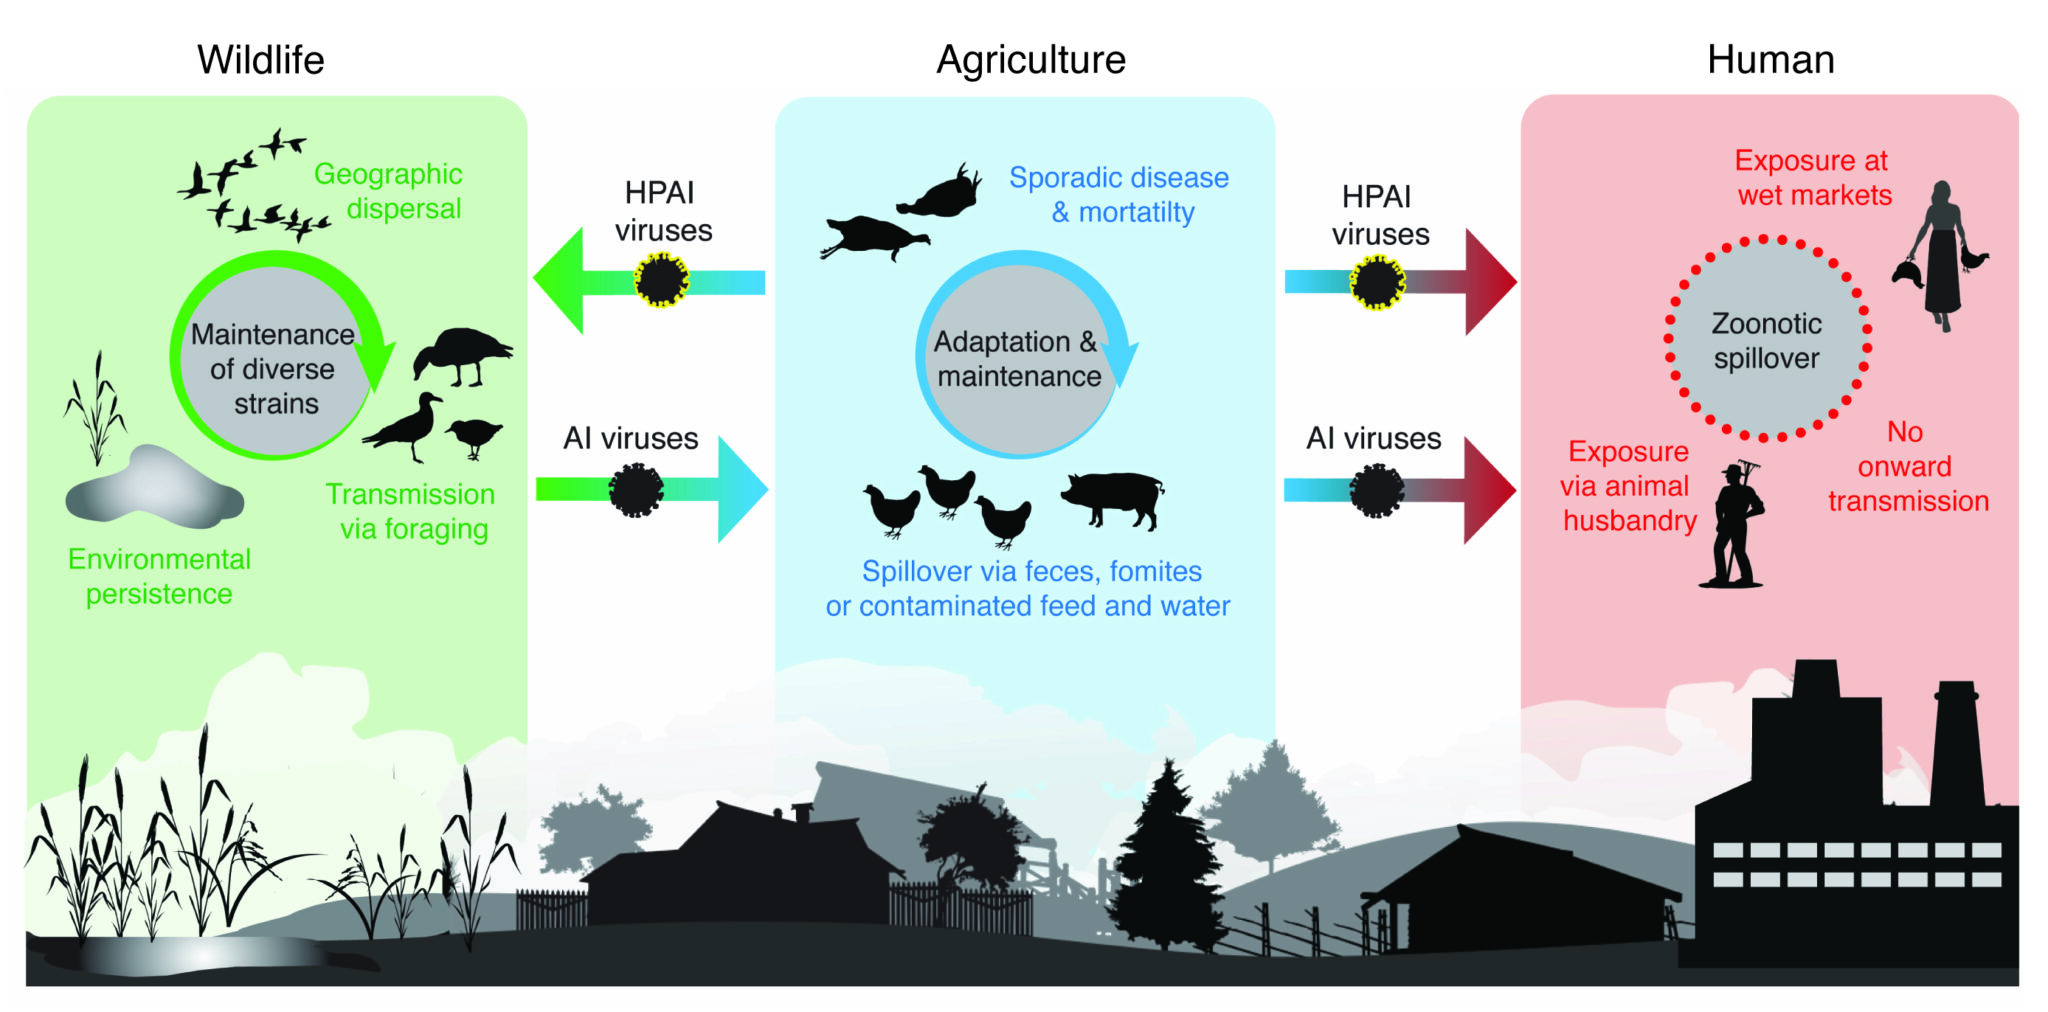 Wildlife
Agriculture
Human
Geographic
dispersal
Maintenance
of diverse
strains
Transmission
via foraging
Environmental
persistence
HPAI
viruses
AI viruses
Sporadic disease
& mortatilty
Adaptation &
maintenance
Spillover via feces, fomites
or contaminated feed and water
HPAI
viruses
AI viruses
Exposure at
wet markets
Zoonotic
spillover
Exposure
via animal
husbandry
No
onward
transmission